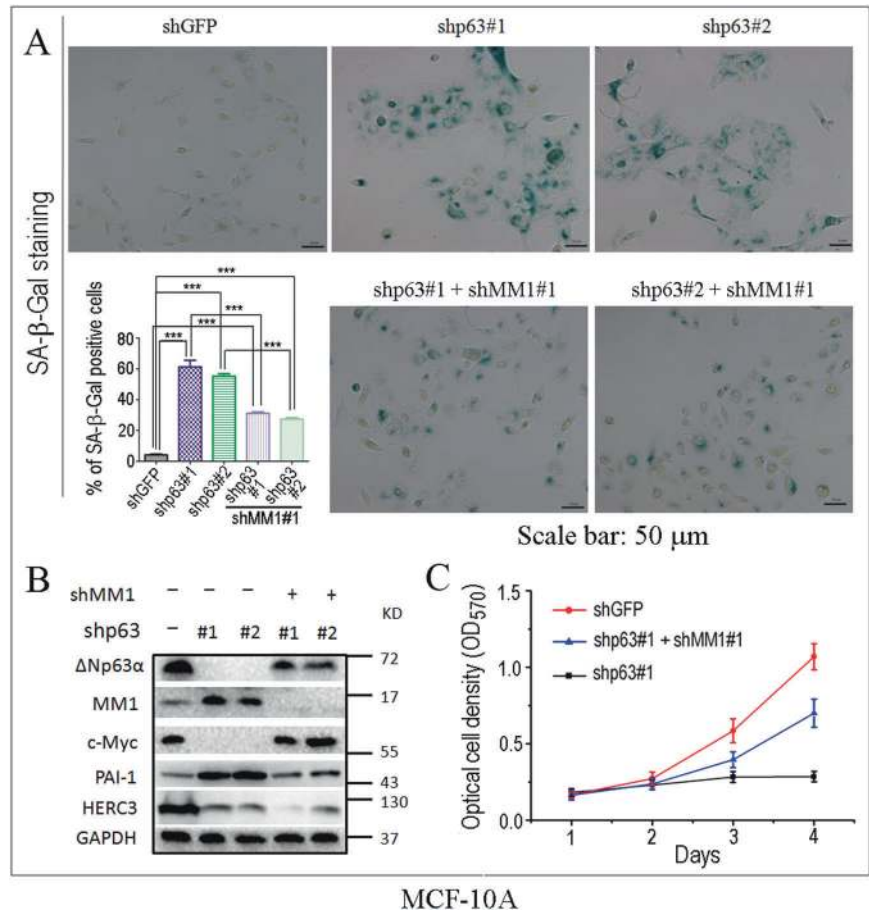 A
shGFP
shp63#1
shp63#2
SA-β-Gal staining
shp63#1 + shMM1#1
shp63#2 + shMM1#1
% of SA-β-Gal positive cells
80
60
40
20
0
***
***
***
***
***
***
shGFP
shp63#1
shp63#2
shp63 #1
shp63 #2
shMM1#1
Scale bar: 50 μm
B
shMM1 − − − + +
KD
shp63 − #1 #2 #1 #2
ΔNp63α 72
MM1 17
c-Myc 55
PAI-1 43
HERC3 130
GAPDH 37
C
Optical cell density (OD570)
1.5
1.0
0.5
0.0
shGFP
shp63#1 + shMM1#1
shp63#1
1 2 3 4
Days
MCF-10A